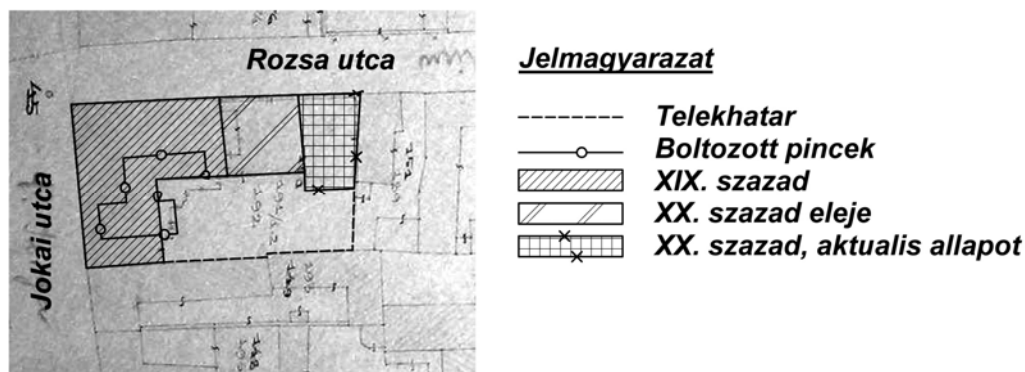 Rozsa utca
Jokai utca
Jelmagyarazat
Telekhatar
Boltozott pincek
XIX. szazad
XX. szazad eleje
XX. szazad, aktualis allapot